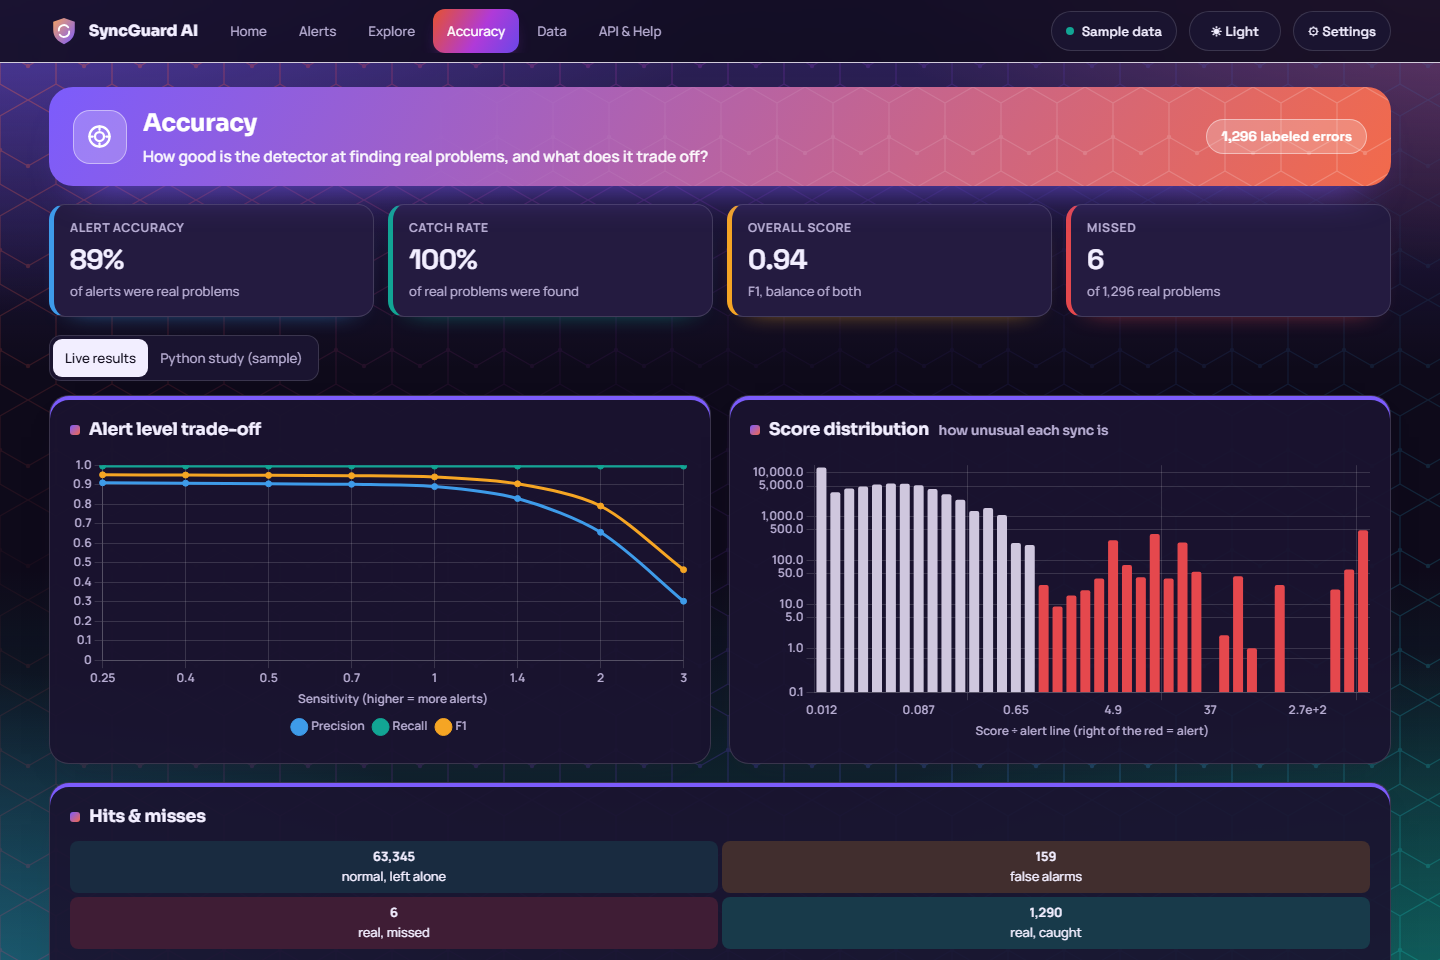 SyncGuard AI
Home
Alerts
Explore
Accuracy
Data
API & Help
Sample data
☀ Light
⚙ Settings
Accuracy
How good is the detector at finding real problems, and what does it trade off?
1,296 labeled errors
ALERT ACCURACY
89%
of alerts were real problems
CATCH RATE
100%
of real problems were found
OVERALL SCORE
0.94
F1, balance of both
MISSED
6
of 1,296 real problems
Live results
Python study (sample)
Alert level trade-off
1.0
0.9
0.8
0.7
0.6
0.5
0.4
0.3
0.2
0.1
0
0.25 0.4 0.5 0.7 1 1.4 2 3
Sensitivity (higher = more alerts)
Precision Recall F1
Score distribution how unusual each sync is
10,000.0
5,000.0
1,000.0
500.0
100.0
50.0
10.0
5.0
1.0
0.1
0.012 0.087 0.65 4.9 37 2.7e+2
Score ÷ alert line (right of the red = alert)
Hits & misses
63,345
normal, left alone
159
false alarms
6
real, missed
1,290
real, caught